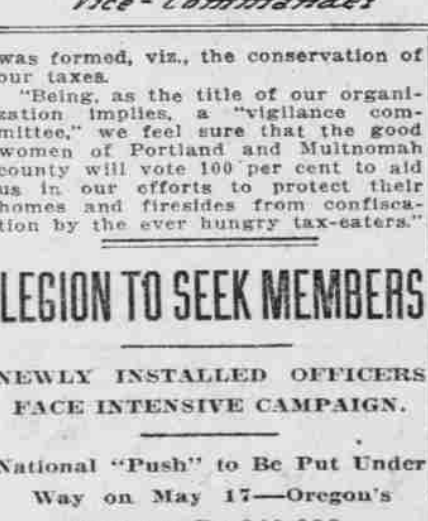 Vice-Commander
was formed, viz., the conservation of
our taxes.
"Being, as the title of our organi-
zation implies, a "vigilance com-
mittee," we feel sure that the good
women of Portland and Multnomah
county will vote 100 per cent to aid
us in our efforts to protect their
homes and firesides from confisca-
tion by the ever hungry tax-eaters."
LEGION TO SEEK MEMBERS
NEWLY INSTALLED OFFICERS
FACE INTENSIVE CAMPAIGN.
National "Push" to Be Put Under
Way on May 17—Oregon's